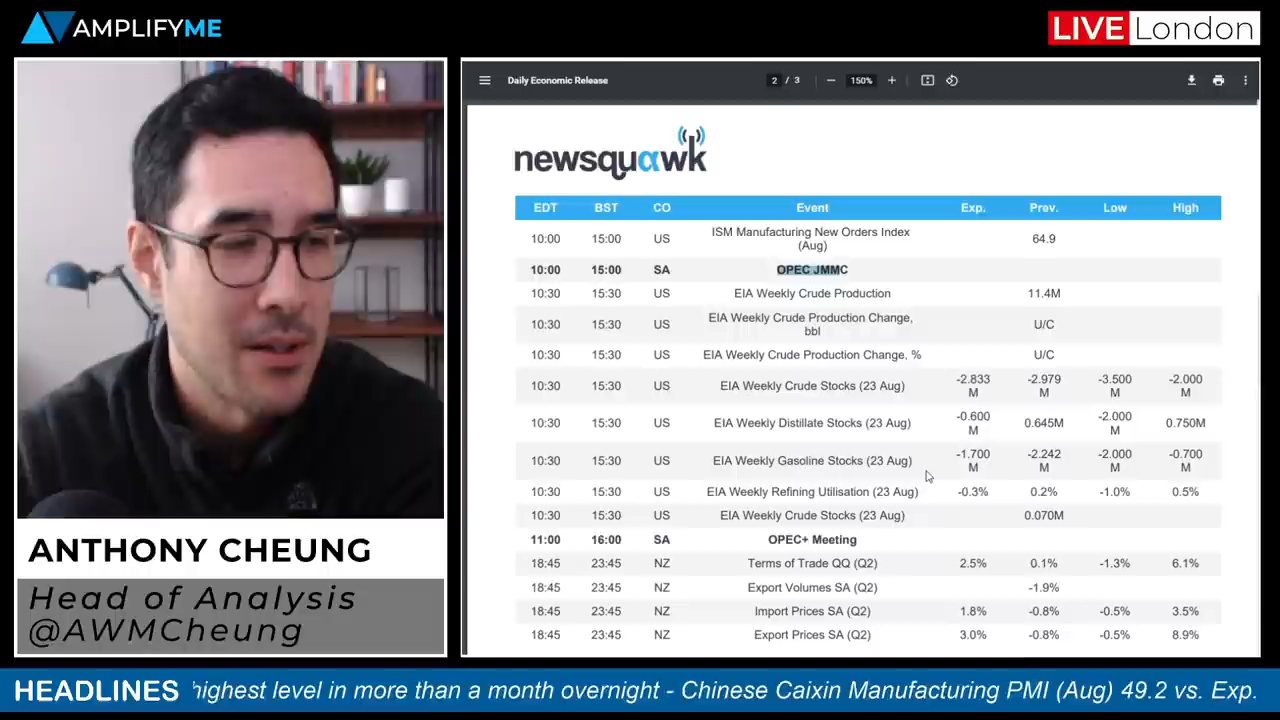 AMPLIFYME
LIVE London
Daily Economic Release
2 / 3
150%
newsquawk
EDT BST CO Event Exp. Prev. Low High
10:00 15:00 US ISM Manufacturing New Orders Index
(Aug) 64.9
10:00 15:00 SA OPEC JMMC
10:30 15:30 US EIA Weekly Crude Production 11.4M
10:30 15:30 US EIA Weekly Crude Production Change,
bbl U/C
10:30 15:30 US EIA Weekly Crude Production Change, % U/C
10:30 15:30 US EIA Weekly Crude Stocks (23 Aug) -2.833
M -2.979
M -3.500
M -2.000
M
10:30 15:30 US EIA Weekly Distillate Stocks (23 Aug) -0.600
M 0.645M -2.000
M 0.750M
10:30 15:30 US EIA Weekly Gasoline Stocks (23 Aug) -1.700
M -2.242
M -2.000
M -0.700
M
10:30 15:30 US EIA Weekly Refining Utilisation (23 Aug) -0.3% 0.2% -1.0% 0.5%
10:30 15:30 US EIA Weekly Crude Stocks (23 Aug) 0.070M
11:00 16:00 SA OPEC+ Meeting
18:45 23:45 NZ Terms of Trade QQ (Q2) 2.5% 0.1% -1.3% 6.1%
18:45 23:45 NZ Export Volumes SA (Q2) -1.9%
18:45 23:45 NZ Import Prices SA (Q2) 1.8% -0.8% -0.5% 3.5%
18:45 23:45 NZ Export Prices SA (Q2) 3.0% -0.8% -0.5% 8.9%
ANTHONY CHEUNG
Head of Analysis
@AWMCheung
HEADLINES highest level in more than a month overnight - Chinese Caixin Manufacturing PMI (Aug) 49.2 vs. Exp.